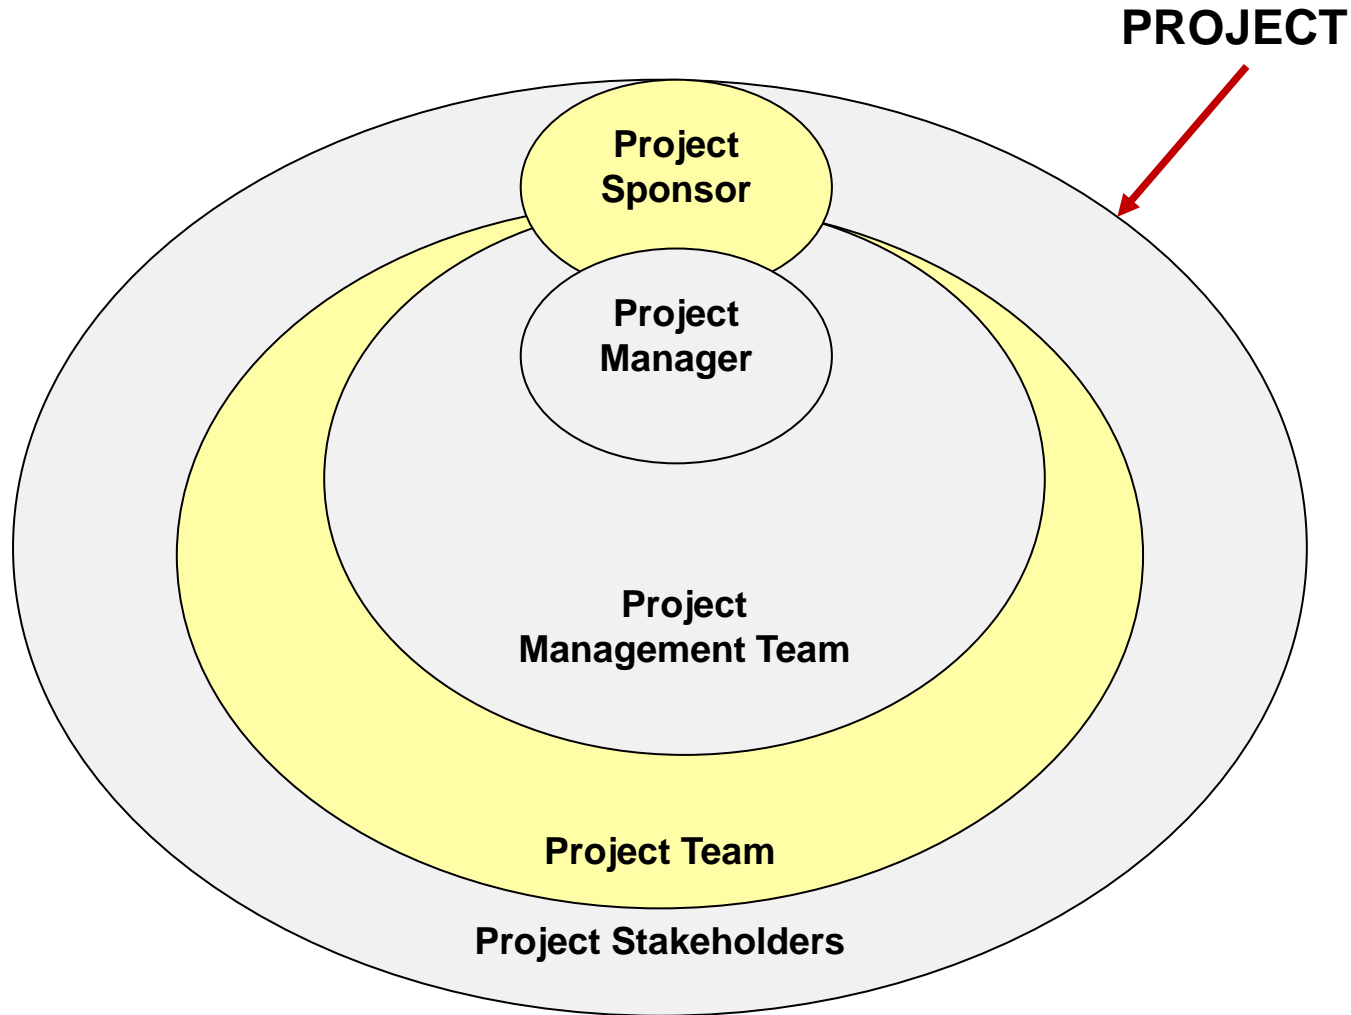 PROJECT
Project
Sponsor
Project
Manager
Project
Management Team
Project Team
Project Stakeholders